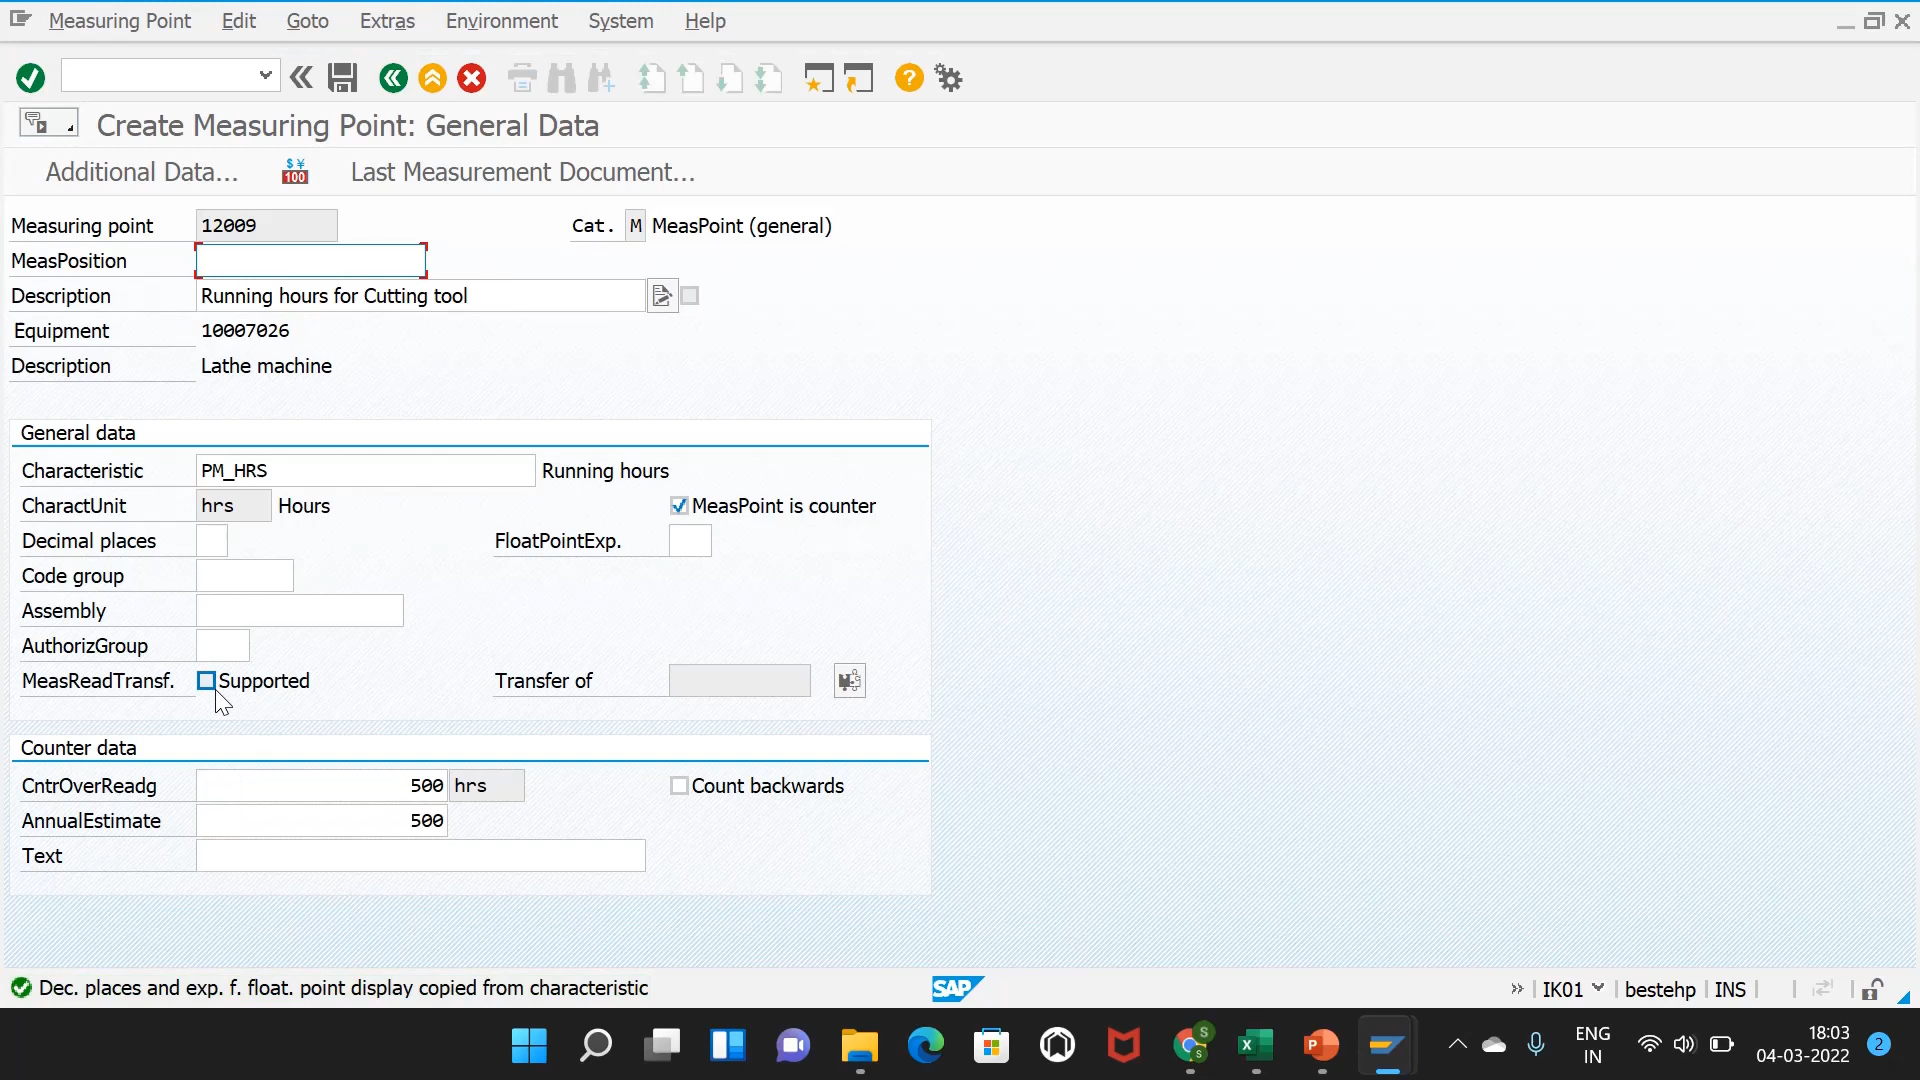 Measuring Point Edit Goto Extras Environment System Help
Create Measuring Point: General Data
Additional Data... Last Measurement Document...
Measuring point 12009 Cat. M MeasPoint (general)
MeasPosition
Description Running hours for Cutting tool
Equipment 10007026
Description Lathe machine
General data
Characteristic PM_HRS Running hours
CharactUnit hrs Hours MeasPoint is counter
Decimal places FloatPointExp.
Code group
Assembly
AuthorizGroup
MeasReadTransf. Supported Transfer of
Counter data
CntrOverReadg 500 hrs Count backwards
AnnualEstimate 500
Text
Dec. places and exp. f. float. point display copied from characteristic SAP IK01 bestehp INS
ENG 18:03
IN 04-03-2022 2